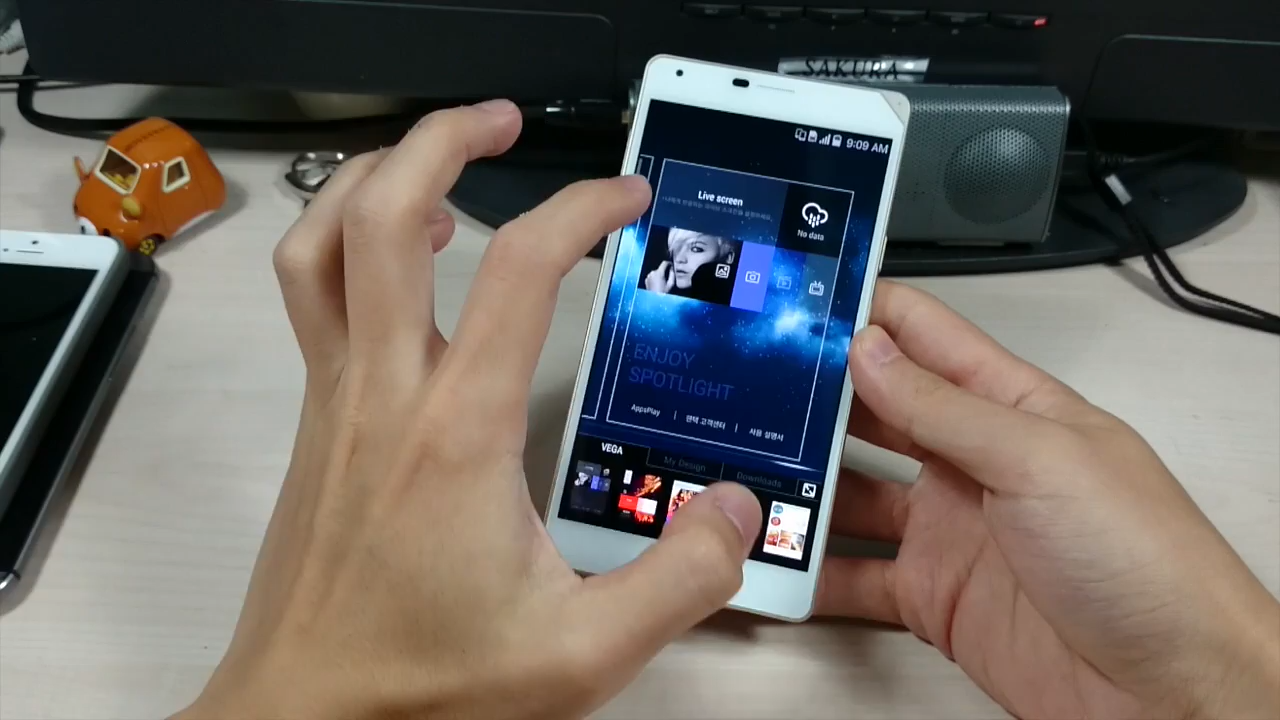 SAKURA
9:09 AM
Live screen
No data
ENJOY
SPOTLIGHT
AppsPlay | 팬택 고객센터 | 사용 설명서
VEGA
My Design
Downloads